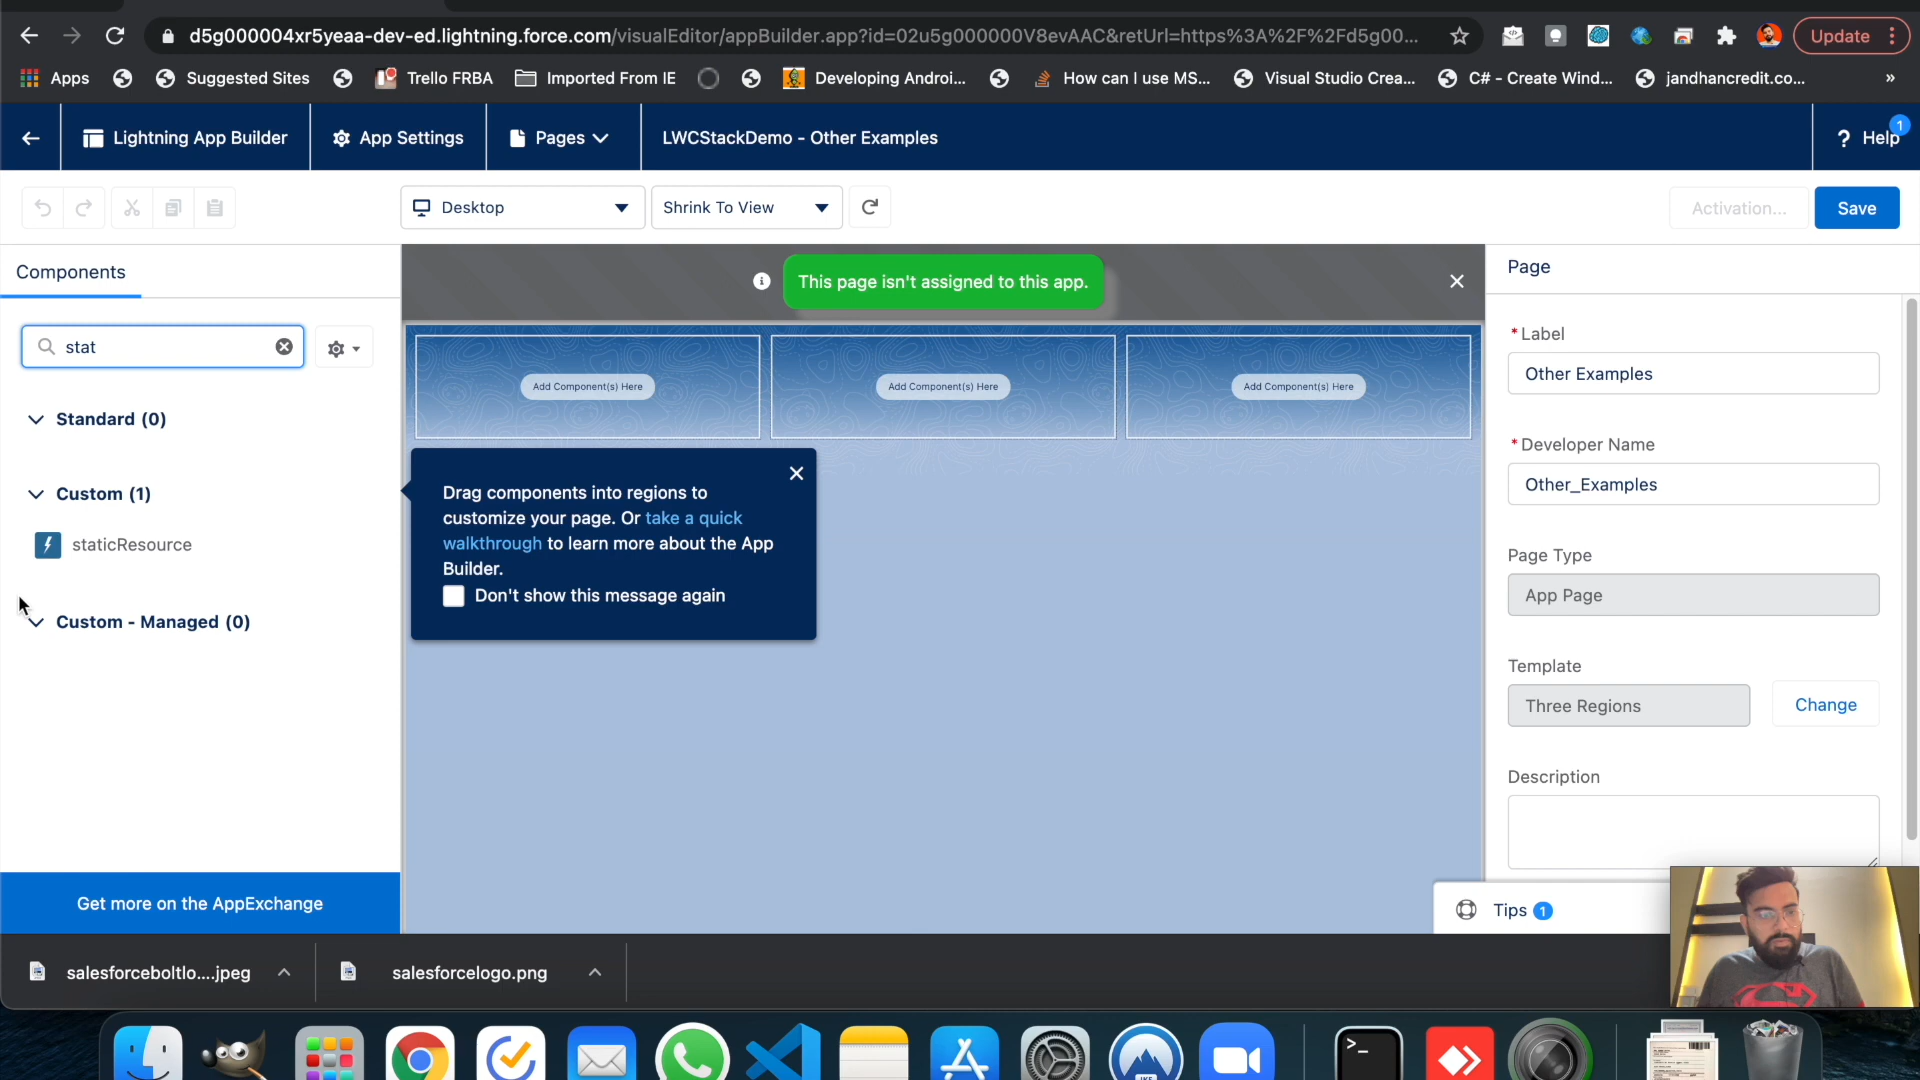 d5g000004xr5yeaa-dev-ed.lightning.force.com/visualEditor/appBuilder.app?id=02u5g000000V8evAAC&retUrl=https%3A%2F%2Fd5g00...
Update
Apps
Suggested Sites
Trello FRBA
Imported From IE
Developing Androi...
How can I use MS...
Visual Studio Crea...
C# - Create Wind...
jandhancredit.co...
»
Lightning App Builder
App Settings
Pages
LWCStackDemo - Other Examples
? Help
1
Desktop
Shrink To View
Activation...
Save
Components
This page isn't assigned to this app.
Page
stat
Add Component(s) Here
Add Component(s) Here
Add Component(s) Here
* Label
Other Examples
Standard (0)
* Developer Name
Other_Examples
Custom (1)
staticResource
Custom - Managed (0)
Drag components into regions to
customize your page. Or take a quick
walkthrough to learn more about the App
Builder.
Don't show this message again
Page Type
App Page
Template
Three Regions
Change
Description
Get more on the AppExchange
Tips 1
salesforceboltlo....jpeg
salesforcelogo.png